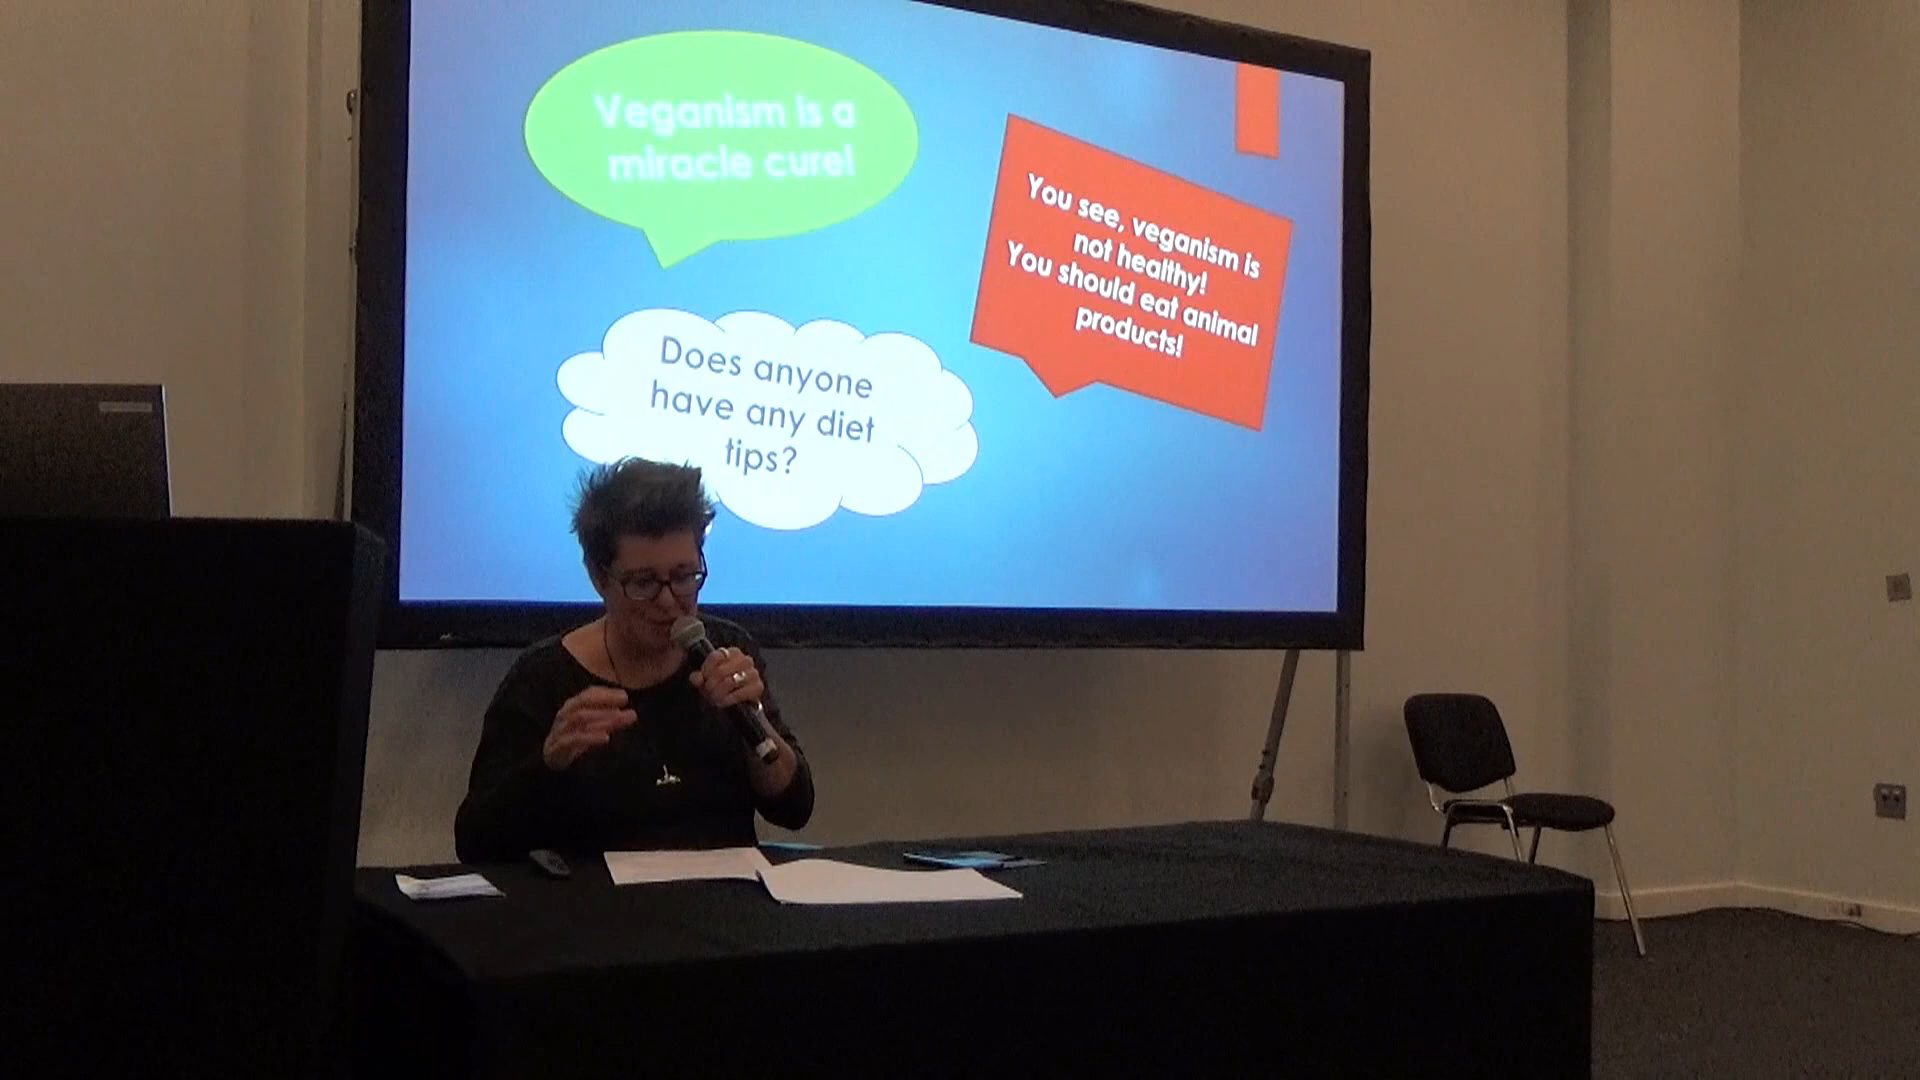 Veganism is a
miracle cure!
You see, veganism is
not healthy!
You should eat animal
products!
Does anyone
have any diet
tips?